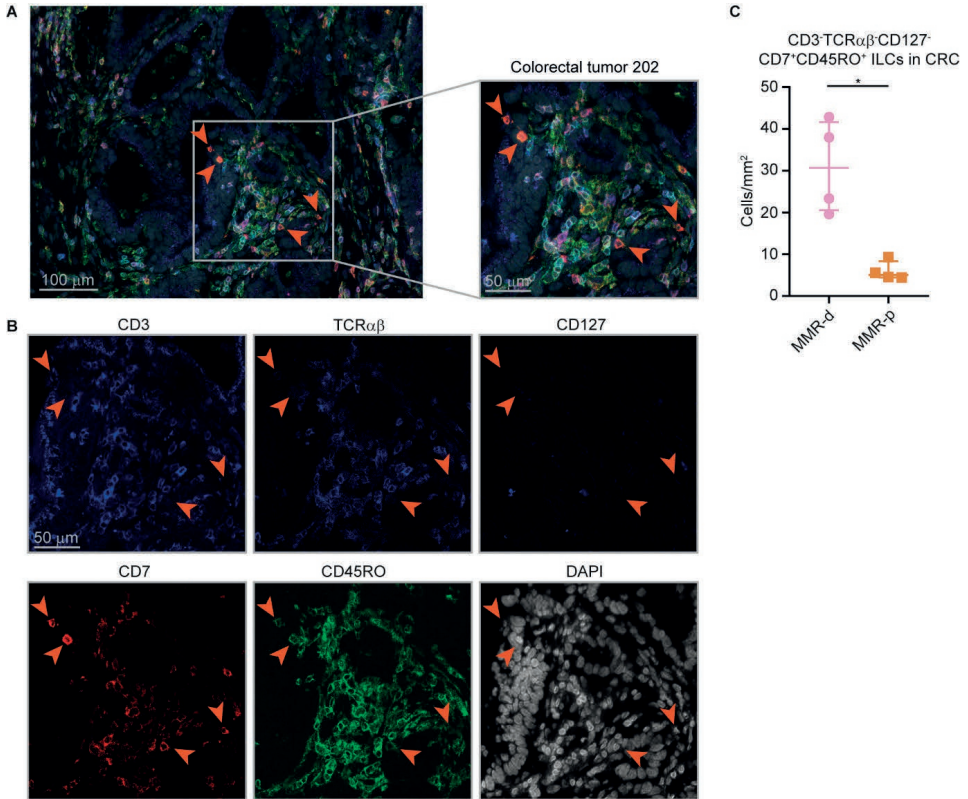 A
Colorectal tumor 202
100 μm
50 μm
C
CD3-TCRαβ-CD127-
CD7+CD45RO+ ILCs in CRC
*
50
40
30
20
10
0
Cells/mm²
MMR-d
MMR-p
B
CD3
TCRαβ
CD127
50 μm
CD7
CD45RO
DAPI